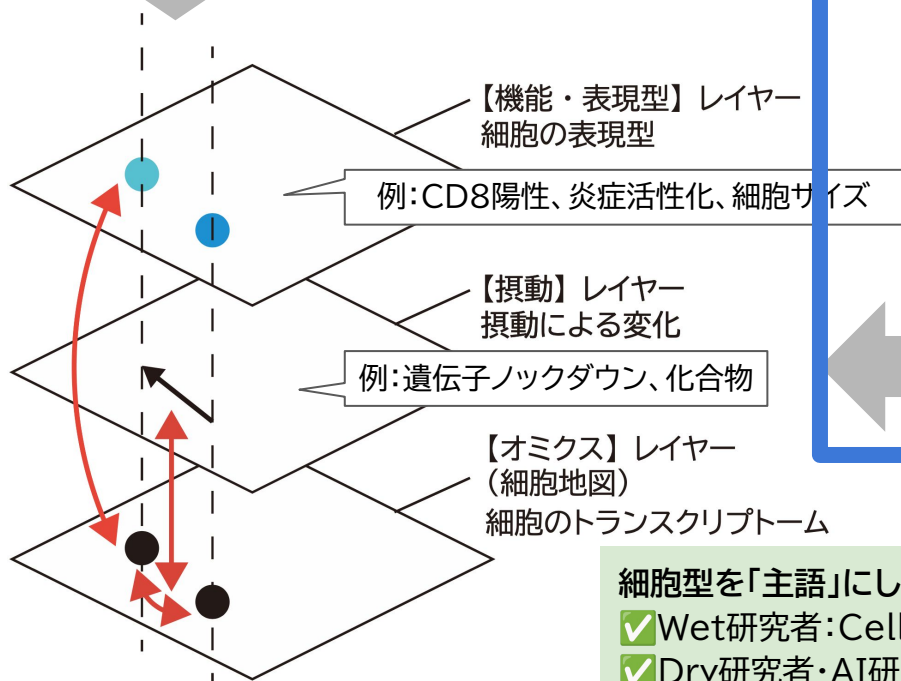 【機能・表現型】レイヤー
細胞の表現型
例:CD8陽性、炎症活性化、細胞サイズ
【摂動】レイヤー
摂動による変化
例:遺伝子ノックダウン、化合物
【オミクス】レイヤー
(細胞地図)
細胞のトランスクリプトーム
細胞型を「主語」にし
✅Wet研究者:Cell
✅Dry研究者・AI研